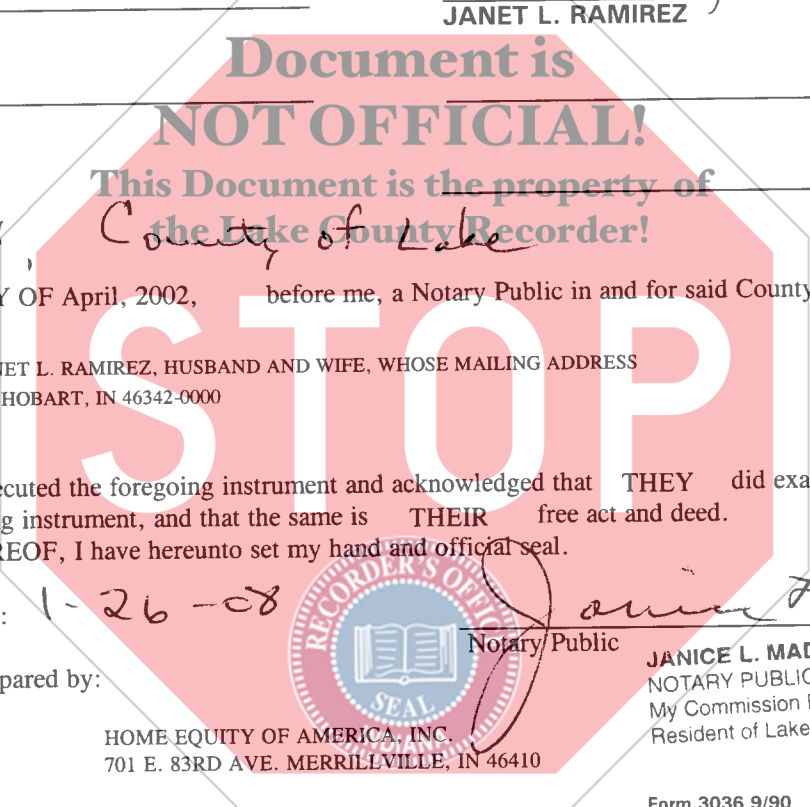 JANET L. RAMIREZ
Document is
NOT OFFICIAL!
This Document is the property of
the Lake County Recorder!
County of Lake
Y OF April, 2002, before me, a Notary Public in and for said County
NET L. RAMIREZ, HUSBAND AND WIFE, WHOSE MAILING ADDRESS
HOBART, IN 46342-0000
STOP
ecuted the foregoing instrument and acknowledged that THEY did exa
g instrument, and that the same is THEIR free act and deed.
REOF, I have hereunto set my hand and official seal.
: 1-26-08
RECORDER'S OFFICE
SEAL
INDIANA
Notary Public
JANICE L. MAD
NOTARY PUBLIC
My Commission
Resident of Lake
pared by:
HOME EQUITY OF AMERICA, INC.
701 E. 83RD AVE. MERRILLVILLE, IN 46410
Form 3036 9/90